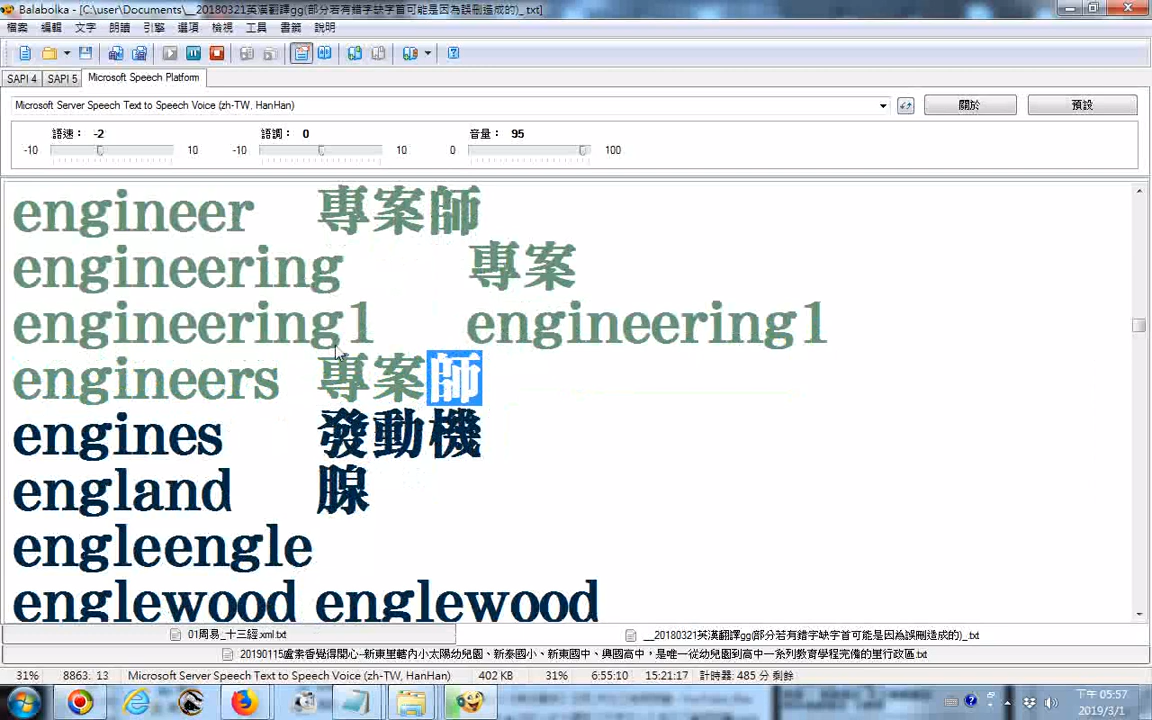 Balabolka - [C:\user\Documents\__20180321英漢翻譯gg(部分若有錯字缺字首可能是因為誤刪造成的)_.txt]
檔案 編輯 文字 朗讀 引擎 選項 檢視 工具 書籤 說明
SAPI 4 SAPI 5 Microsoft Speech Platform
Microsoft Server Speech Text to Speech Voice (zh-TW, HanHan) 關於 預設
語速： -2 語調： 0 音量： 95
-10 10 -10 10 0 100
engineer 專案師
engineering 專案
engineering1 engineering1
engineers 專案師
engines 發動機
england 腺
engleengle
englewood englewood
01周易_十三經.xml.txt __20180321英漢翻譯gg(部分若有錯字缺字首可能是因為誤刪造成的)_.txt
20190115盧素香覺得開心--新東里轄內小太陽幼兒園、新泰國小、新東國中、興國高中，是唯一從幼兒園到高中一系列教育學程完備的里行政區.txt
31% 8863: 13 Microsoft Server Speech Text to Speech Voice (zh-TW, HanHan) 402 KB 31% 6:55:10 15:21:17 計時器: 485 分 剩餘
下午 05:57
2019/3/1